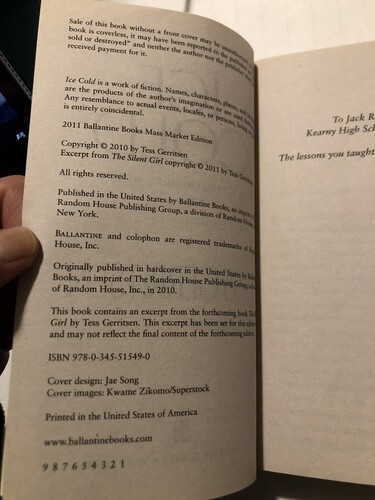 Sale of this book without a front cover may be
book is coverless, it may have been reported to the
sold or destroyed" and neither the author nor the publisher
received payment for it.
Ice Cold is a work of fiction. Names, characters, places, and
are the products of the author's imagination or are used
Any resemblance to actual events, locales, or persons, living
is entirely coincidental.
2011 Ballantine Books Mass Market Edition
Copyright © 2010 by Tess Gerritsen
Excerpt from The Silent Girl copyright © 2011 by Tess
All rights reserved.
Published in the United States by Ballantine Books, an
Random House Publishing Group, a division of Random
New York.
BALLANTINE and colophon are registered trademarks of
House, Inc.
Originally published in hardcover in the United States by
Books, an imprint of The Random House Publishing Group,
of Random House, Inc., in 2010.
This book contains an excerpt from the forthcoming book
Girl by Tess Gerritsen. This excerpt has been set for this
and may not reflect the final content of the forthcoming
ISBN 978-0-345-51549-0
Cover design: Jae Song
Cover images: Kwame Zikomo/Superstock
Printed in the United States of America
www.ballantinebooks.com
9 8 7 6 5 4 3 2 1
To Jack R
Kearny High Sch
The lessons you taught